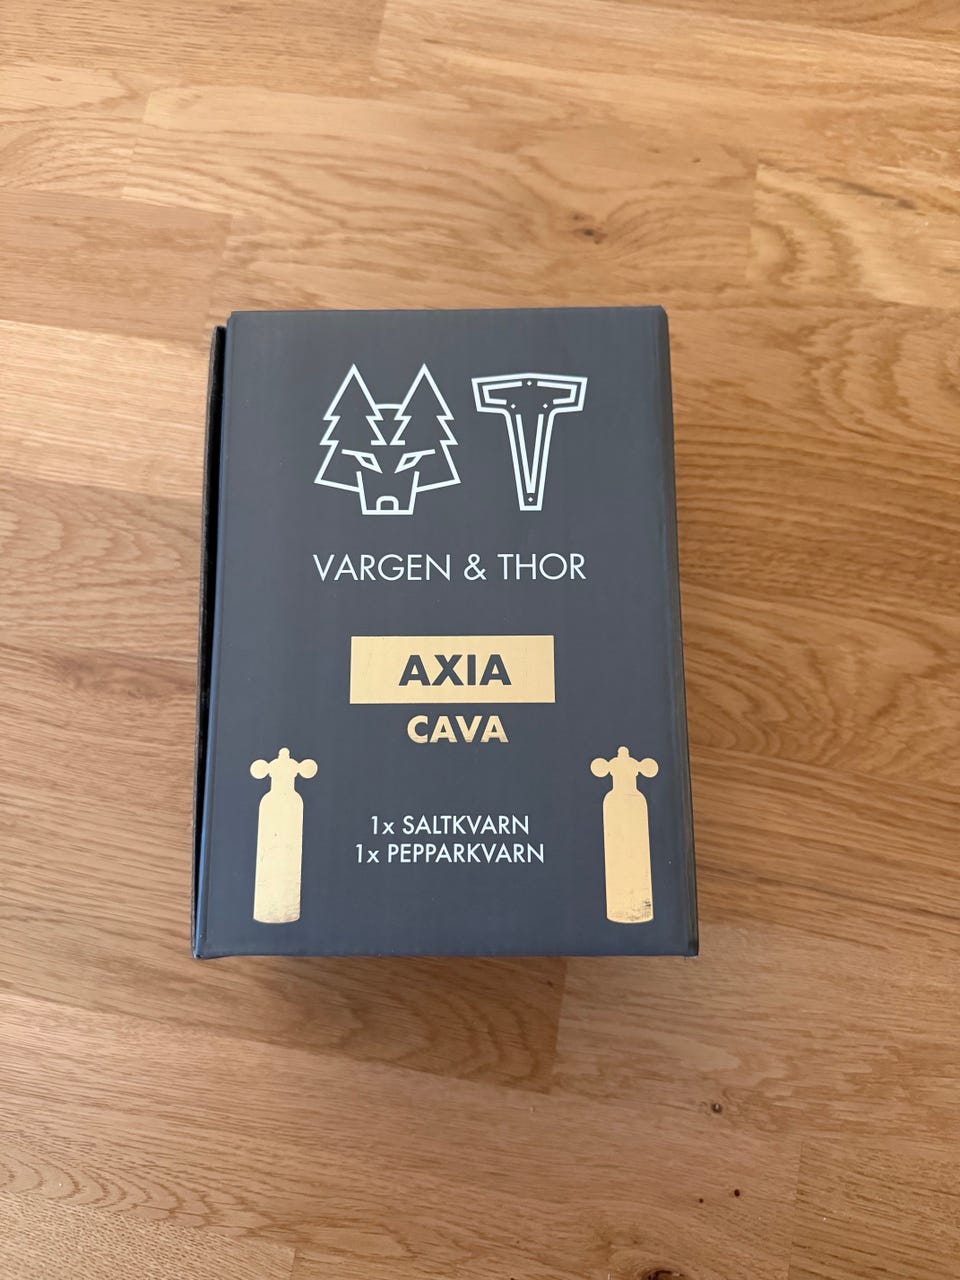 VARGEN & THOR
AXIA
CAVA
1x SALTKVARN
1x PEPPARKVARN